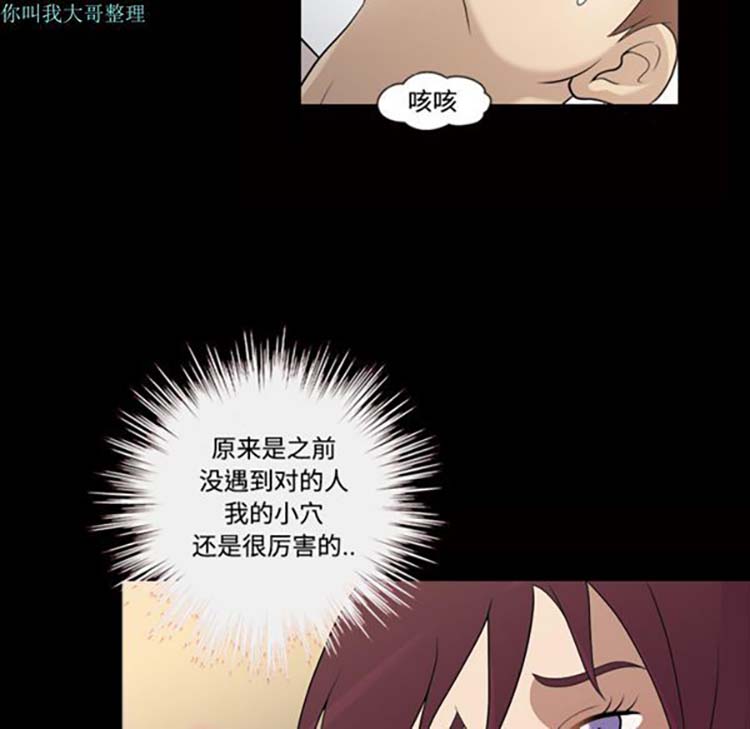 你叫我大哥整理
咳咳
原来是之前
没遇到对的人
我的小穴
还是很厉害的..